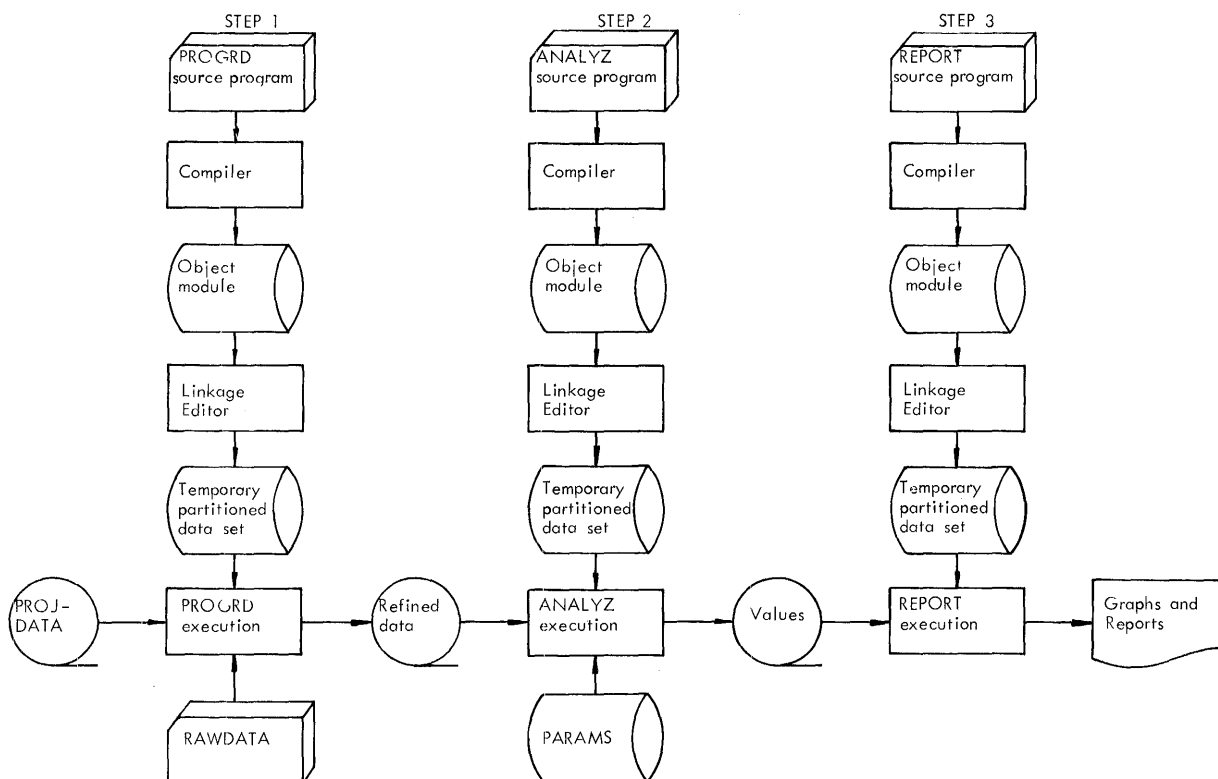 STEP 1
STEP 2
STEP 3
PROGRD
source program
ANALYZ
source program
REPORT
source program
Compiler
Compiler
Compiler
Object
module
Object
module
Object
module
Linkage
Editor
Linkage
Editor
Linkage
Editor
Temporary
partitioned
data set
Temporary
partitioned
data set
Temporary
partitioned
data set
PROJ-
DATA
PROGRD
execution
Refined
data
ANALYZ
execution
Values
REPORT
execution
Graphs and
Reports
RAWDATA
PARAMS